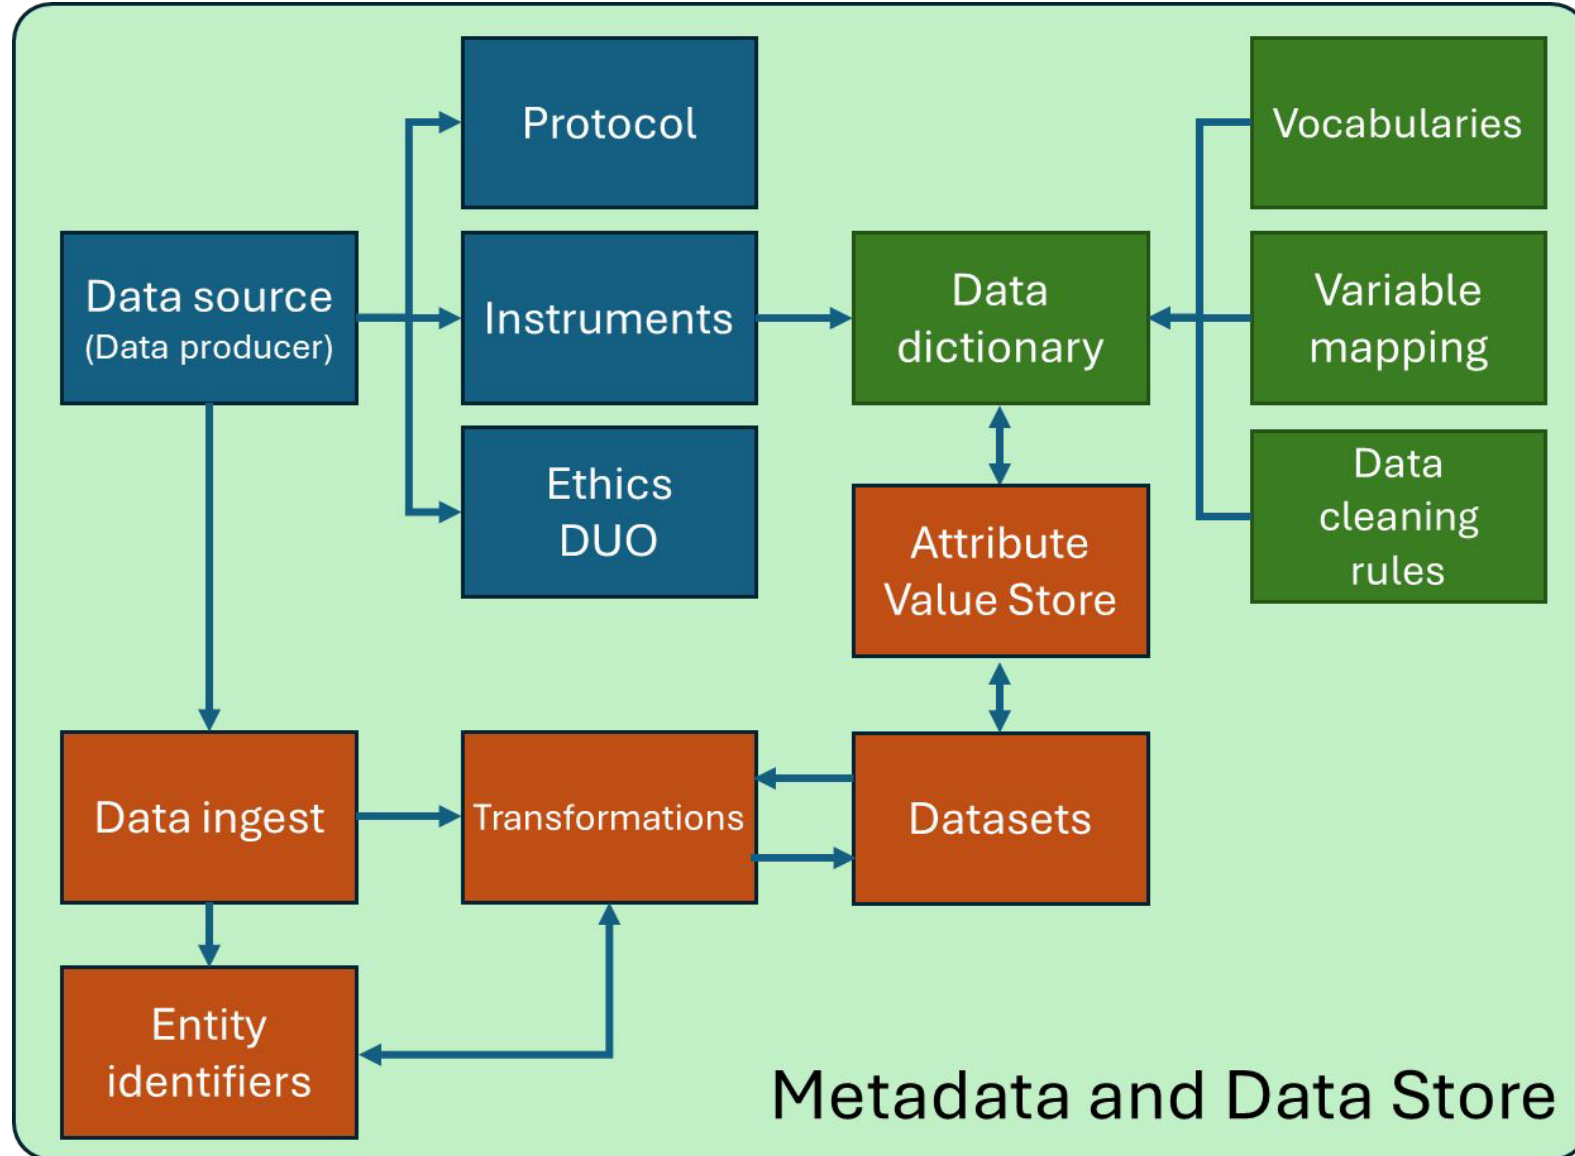 Protocol
Vocabularies
Data source
(Data producer)
Instruments
Data
dictionary
Variable
mapping
Ethics
DUO
Attribute
Value Store
Data
cleaning
rules
Data ingest
Transformations
Datasets
Entity
identifiers
Metadata and Data Store